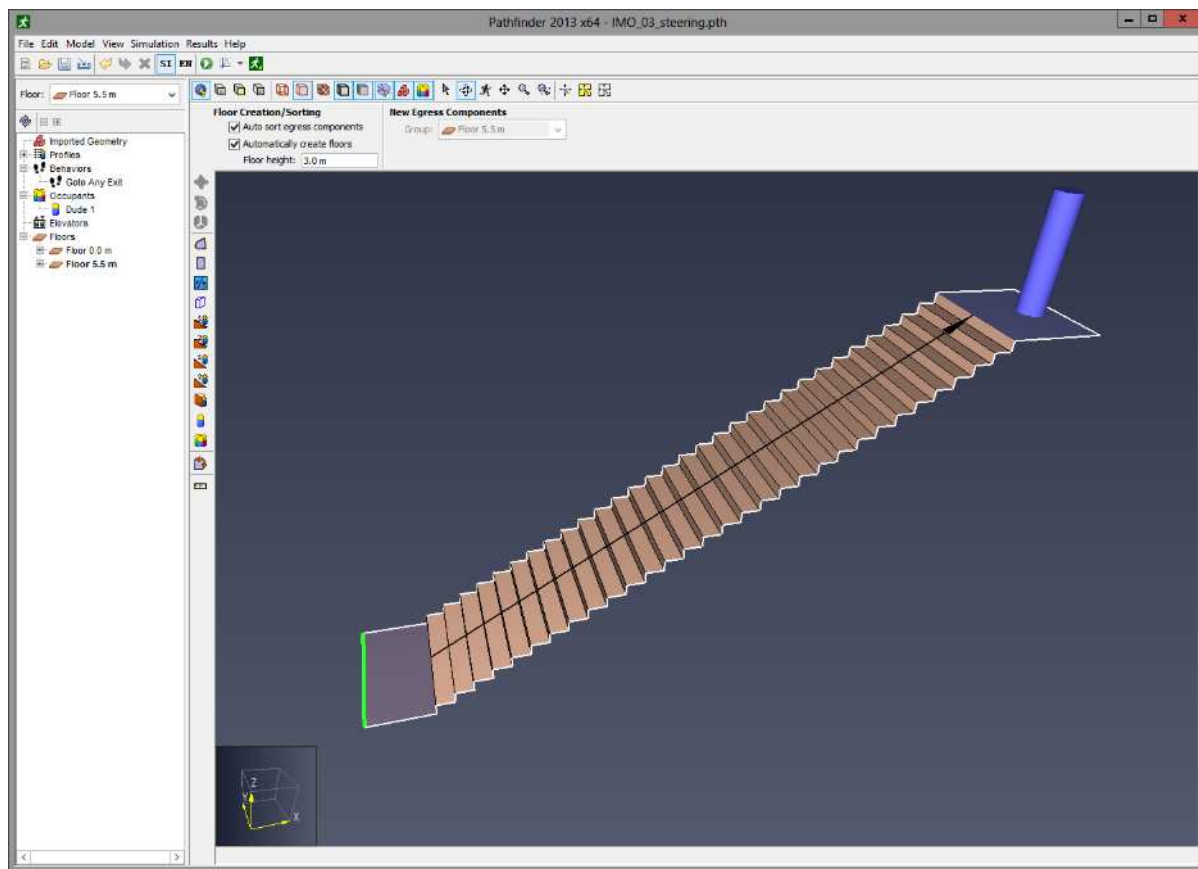 Pathfinder 2013 x64 - IMO_03_steering.pth
File Edit Model View Simulation Results Help
SI EN
Floor: Floor 5.5 m
Floor Creation/Sorting
Auto sort egress components
Automatically create floors
Floor height: 3.0 m
New Egress Components
Group: Floor 5.5 m
Imported Geometry
Profiles
Behaviors
Goto Any Exit
Occupants
Dude 1
Elevators
Floors
Floor 0.0 m
Floor 5.5 m
Z
Y
X